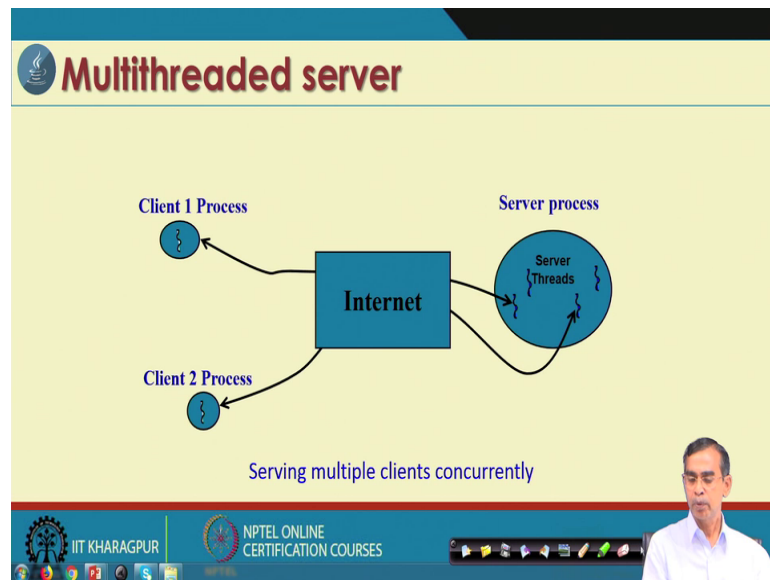 Multithreaded server
Client 1 Process
Server process
Server
Threads
Internet
Client 2 Process
Serving multiple clients concurrently
IIT KHARAGPUR
NPTEL ONLINE
CERTIFICATION COURSES
NPTEL